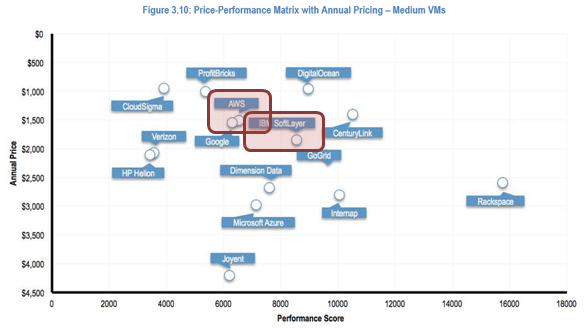 Figure 3.10: Price-Performance Matrix with Annual Pricing – Medium VMs
$0
$500
$1,000
$1,500
$2,000
$2,500
$3,000
$3,500
$4,000
$4,500
Annual Price
ProfitBricks
DigitalOcean
CloudSigma
AWS
IBM SoftLayer
CenturyLink
Verizon
Google
GoGrid
HP Helion
Dimension Data
Rackspace
Internap
Microsoft Azure
Joyent
0
2000
4000
6000
8000
10000
12000
14000
16000
18000
Performance Score